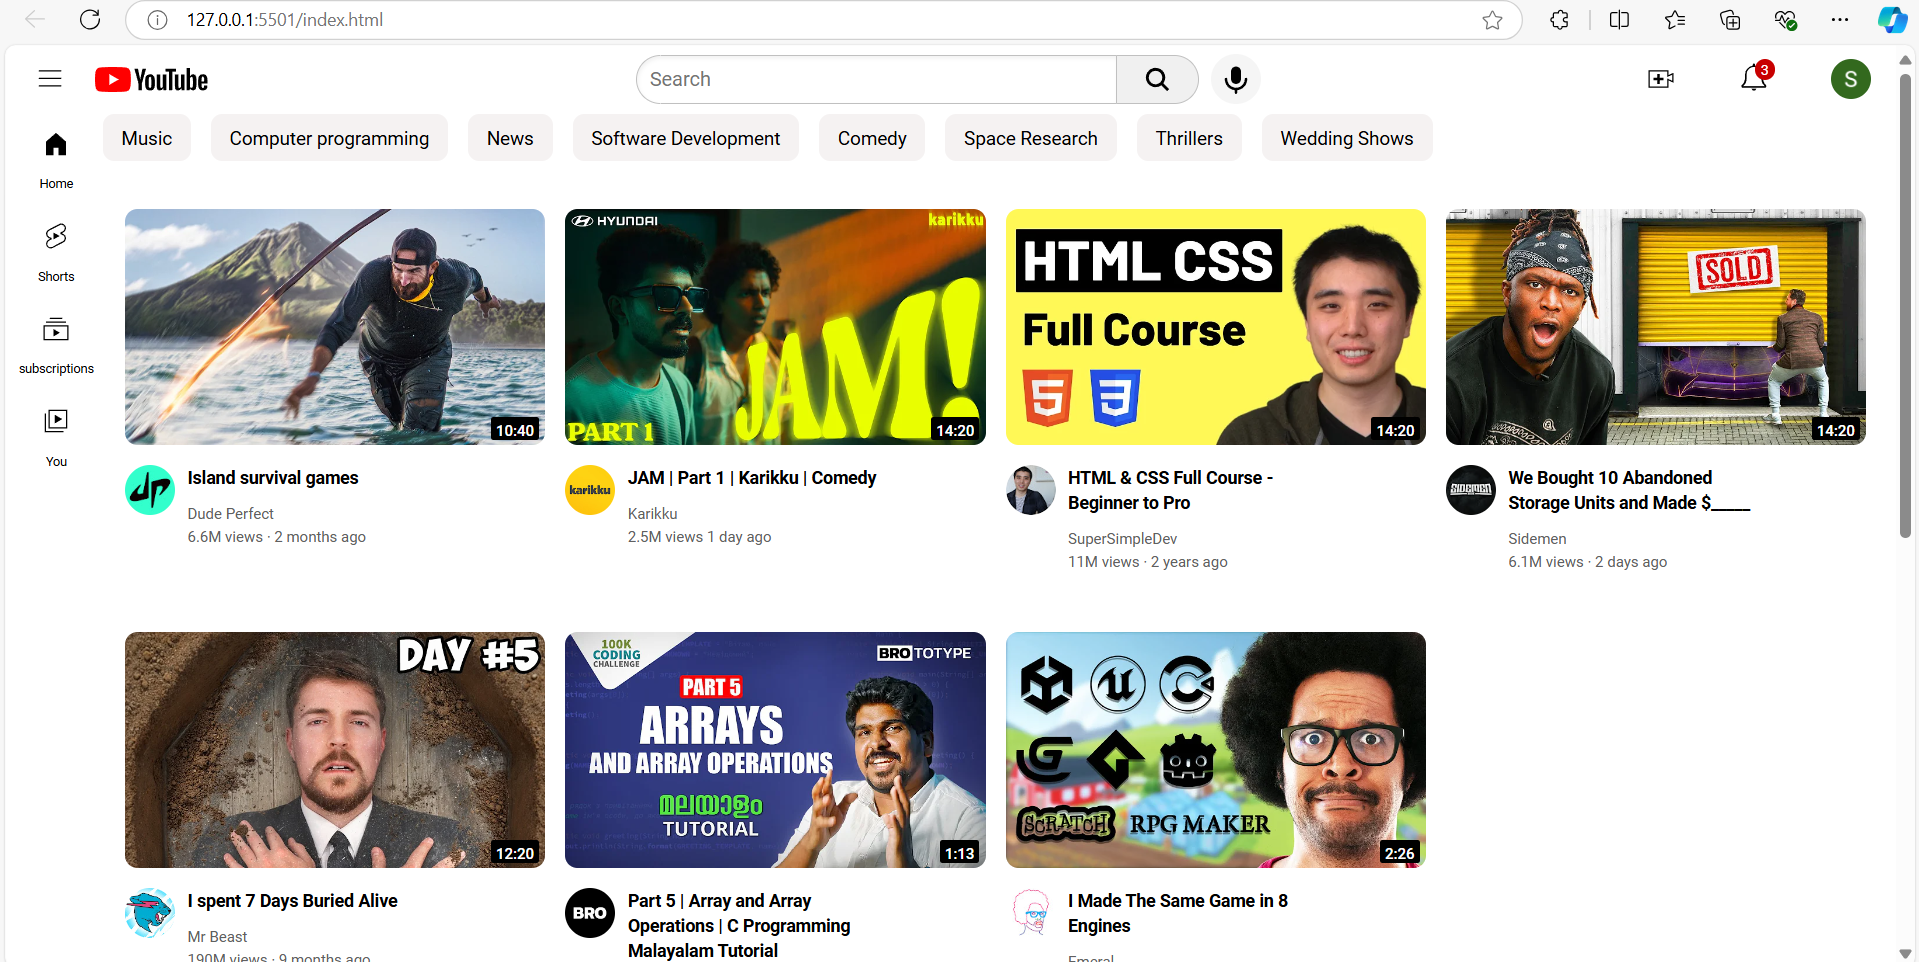 127.0.0.1:5501/index.html
YouTube
Search
3
S
Music
Computer programming
News
Software Development
Comedy
Space Research
Thrillers
Wedding Shows
Home
Shorts
subscriptions
You
10:40
HYUNDAI
karikku
JAM!
PART 1
14:20
HTML CSS
Full Course
5
3
14:20
SOLD
14:20
dp
Island survival games
Dude Perfect
6.6M views · 2 months ago
karikku
JAM | Part 1 | Karikku | Comedy
Karikku
2.5M views 1 day ago
HTML & CSS Full Course -
Beginner to Pro
SuperSimpleDev
11M views · 2 years ago
SIDEMEN
We Bought 10 Abandoned
Storage Units and Made $_____
Sidemen
6.1M views · 2 days ago
DAY #5
12:20
100K
CODING
CHALLENGE
BROTOTYPE
PART 5
ARRAYS
AND ARRAY OPERATIONS
മലയാളം
TUTORIAL
1:13
SCRATCH
RPG MAKER
2:26
I spent 7 Days Buried Alive
Mr Beast
190M views · 9 months ago
BRO
Part 5 | Array and Array
Operations | C Programming
Malayalam Tutorial
I Made The Same Game in 8
Engines